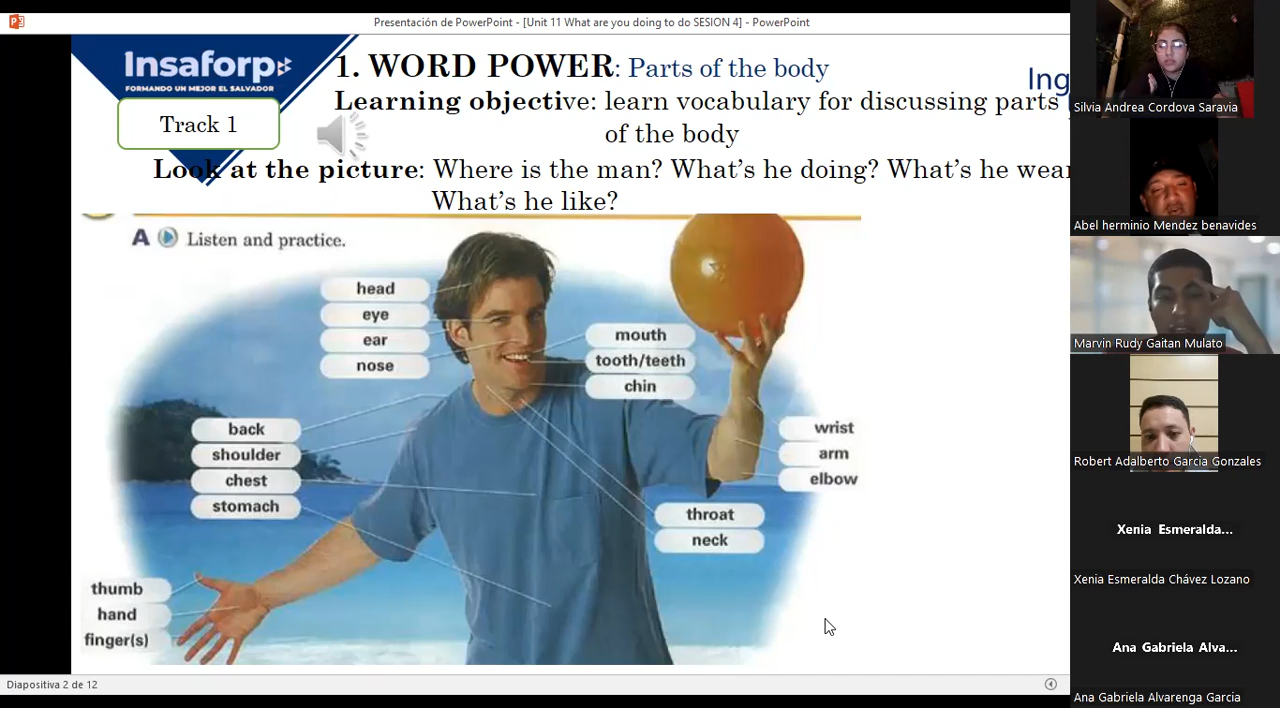 Presentación de PowerPoint - [Unit 11 What are you doing to do SESION 4] - PowerPoint
Insaforp
FORMANDO UN MEJOR EL SALVADOR
Track 1
1. WORD POWER: Parts of the body
Ing
Learning objective: learn vocabulary for discussing parts
of the body
Look at the picture: Where is the man? What's he doing? What's he wear
What's he like?
A Listen and practice.
head
eye
ear
nose
mouth
tooth/teeth
chin
back
shoulder
chest
stomach
wrist
arm
elbow
throat
neck
thumb
hand
finger(s)
Diapositiva 2 de 12
Silvia Andrea Cordova Saravia
Abel herminio Mendez benavides
Marvin Rudy Gaitan Mulato
Robert Adalberto Garcia Gonzales
Xenia Esmeralda...
Xenia Esmeralda Chávez Lozano
Ana Gabriela Alva...
Ana Gabriela Alvarenga Garcia